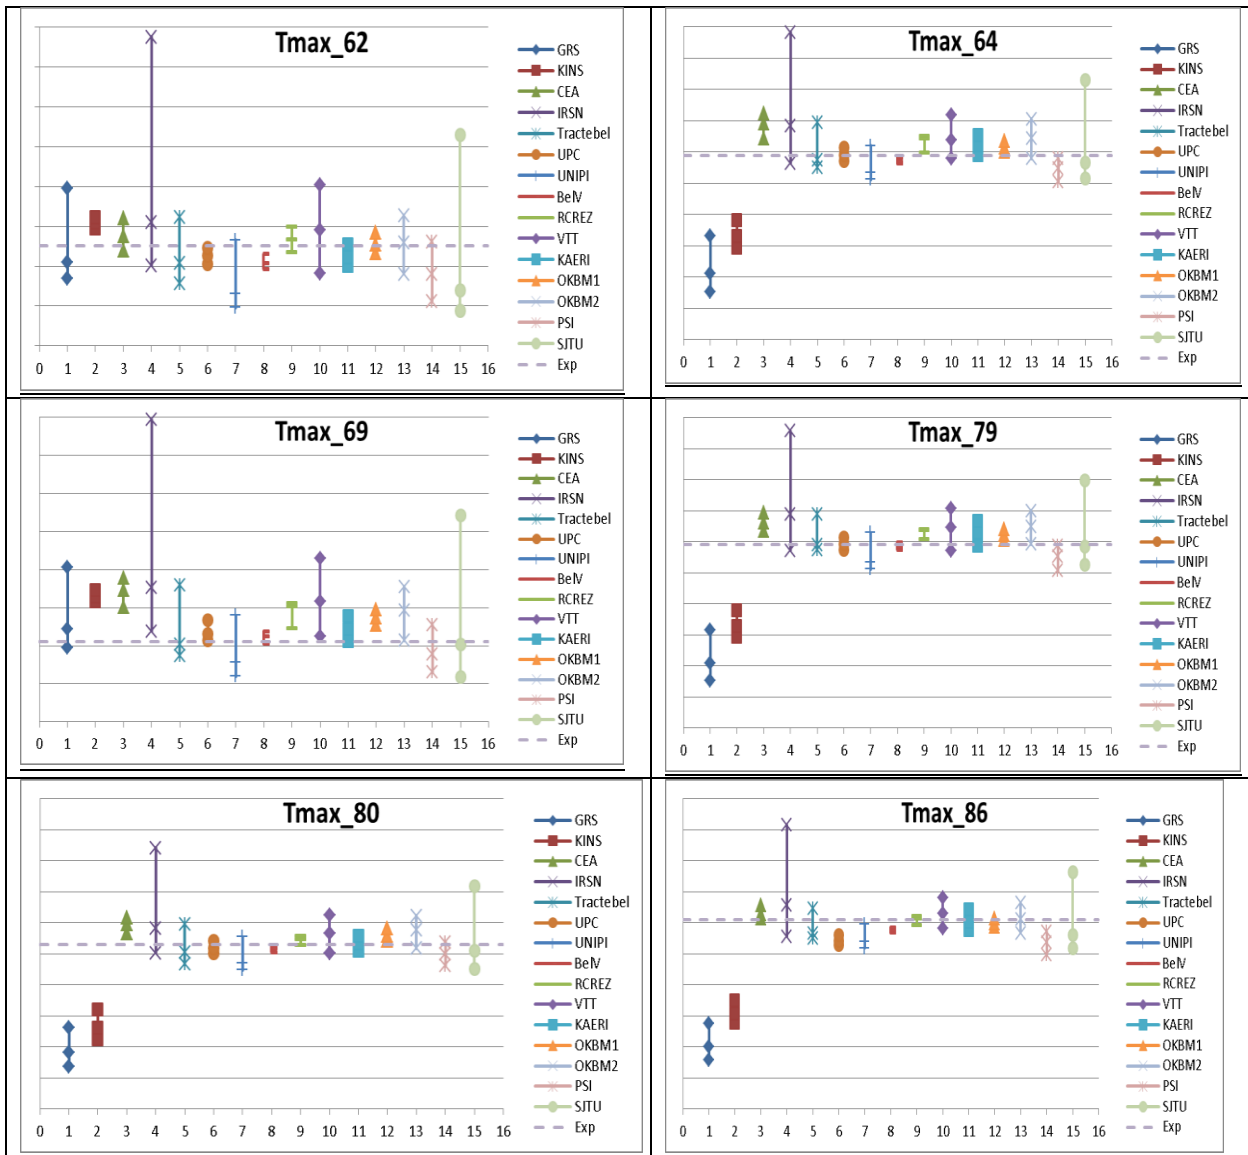 Tmax_62
GRS
KINS
CEA
IRSN
Tractebel
UPC
UNIPI
BelV
RCREZ
VTT
KAERI
OKBM1
OKBM2
PSI
SJTU
Exp
0 1 2 3 4 5 6 7 8 9 10 11 12 13 14 15 16
Tmax_64
GRS
KINS
CEA
IRSN
Tractebel
UPC
UNIPI
BelV
RCREZ
VTT
KAERI
OKBM1
OKBM2
PSI
SJTU
Exp
0 1 2 3 4 5 6 7 8 9 10 11 12 13 14 15 16
Tmax_69
GRS
KINS
CEA
IRSN
Tractebel
UPC
UNIPI
BelV
RCREZ
VTT
KAERI
OKBM1
OKBM2
PSI
SJTU
Exp
0 1 2 3 4 5 6 7 8 9 10 11 12 13 14 15 16
Tmax_79
GRS
KINS
CEA
IRSN
Tractebel
UPC
UNIPI
BelV
RCREZ
VTT
KAERI
OKBM1
OKBM2
PSI
SJTU
Exp
0 1 2 3 4 5 6 7 8 9 10 11 12 13 14 15 16
Tmax_80
GRS
KINS
CEA
IRSN
Tractebel
UPC
UNIPI
BelV
RCREZ
VTT
KAERI
OKBM1
OKBM2
PSI
SJTU
Exp
0 1 2 3 4 5 6 7 8 9 10 11 12 13 14 15 16
Tmax_86
GRS
KINS
CEA
IRSN
Tractebel
UPC
UNIPI
BelV
RCREZ
VTT
KAERI
OKBM1
OKBM2
PSI
SJTU
Exp
0 1 2 3 4 5 6 7 8 9 10 11 12 13 14 15 16